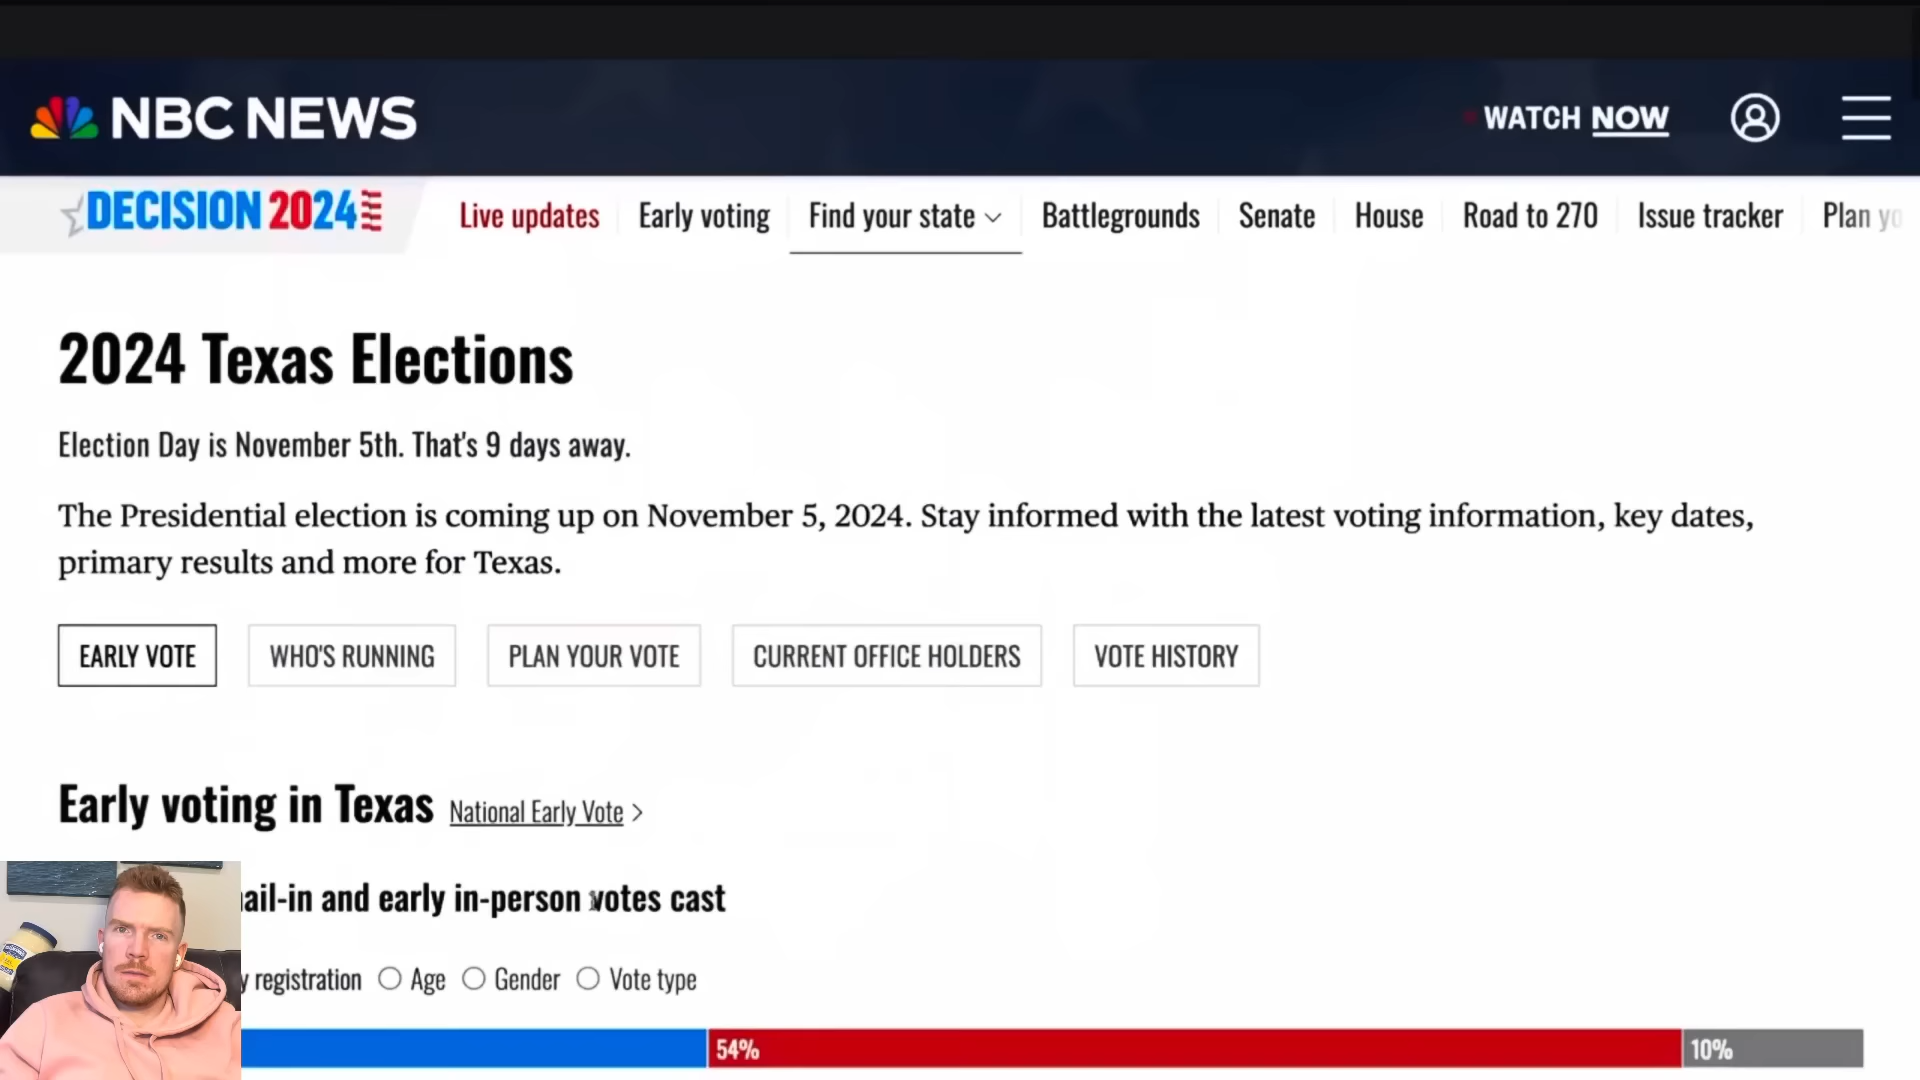 NBC NEWS
WATCH NOW
DECISION 2024
Live updates
Early voting
Find your state
Battlegrounds
Senate
House
Road to 270
Issue tracker
Plan yo
2024 Texas Elections
Election Day is November 5th. That's 9 days away.
The Presidential election is coming up on November 5, 2024. Stay informed with the latest voting information, key dates,
primary results and more for Texas.
EARLY VOTE
WHO'S RUNNING
PLAN YOUR VOTE
CURRENT OFFICE HOLDERS
VOTE HISTORY
Early voting in Texas National Early Vote >
ail-in and early in-person votes cast
y registration Age Gender Vote type
54%
10%